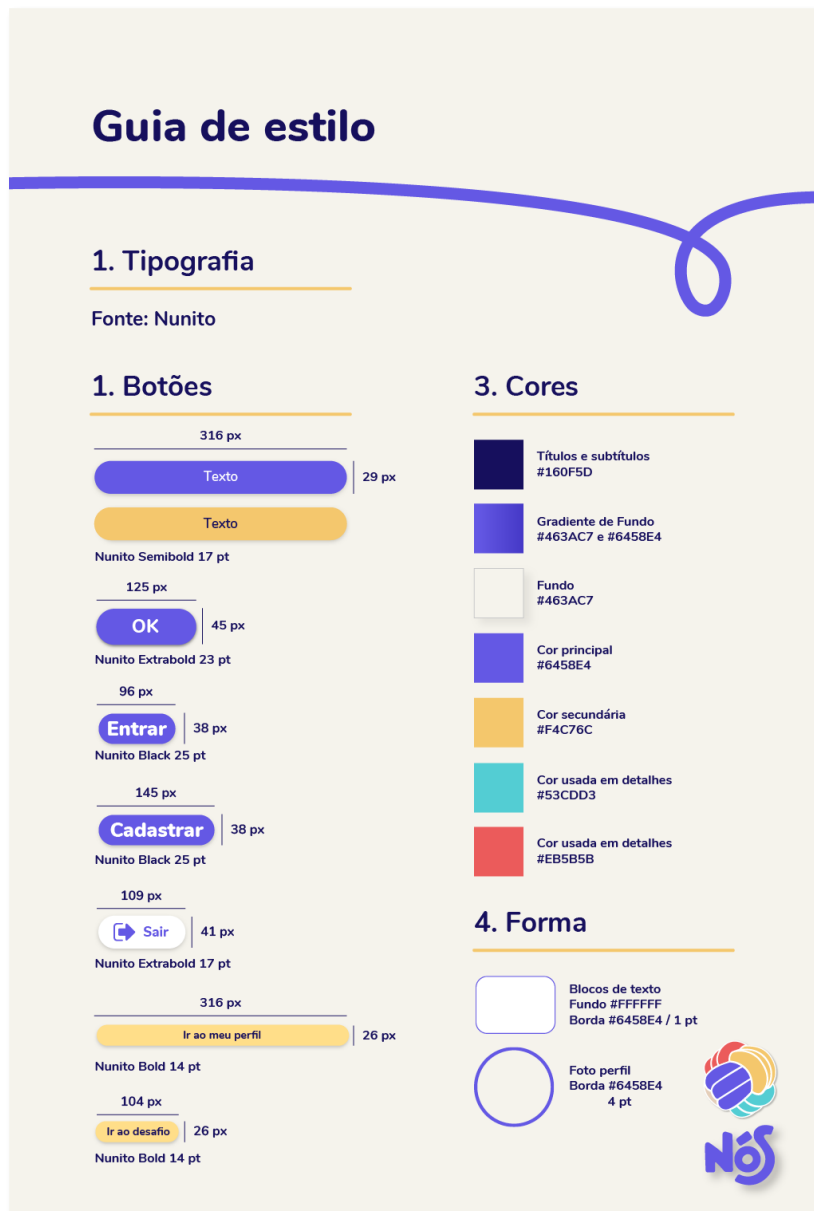 Guia de estilo
1. Tipografia
Fonte: Nunito
1. Botões
316 px
Texto
29 px
Texto
Nunito Semibold 17 pt
125 px
OK
45 px
Nunito Extrabold 23 pt
96 px
Entrar
38 px
Nunito Black 25 pt
145 px
Cadastrar
38 px
Nunito Black 25 pt
109 px
Sair
41 px
Nunito Extrabold 17 pt
316 px
Ir ao meu perfil
26 px
Nunito Bold 14 pt
104 px
Ir ao desafio
26 px
Nunito Bold 14 pt
3. Cores
Títulos e subtítulos
#160F5D
Gradiente de Fundo
#463AC7 e #6458E4
Fundo
#463AC7
Cor principal
#6458E4
Cor secundária
#F4C76C
Cor usada em detalhes
#53CDD3
Cor usada em detalhes
#EB5B5B
4. Forma
Blocos de texto
Fundo #FFFFFF
Borda #6458E4 / 1 pt
Foto perfil
Borda #6458E4
4 pt
NóS